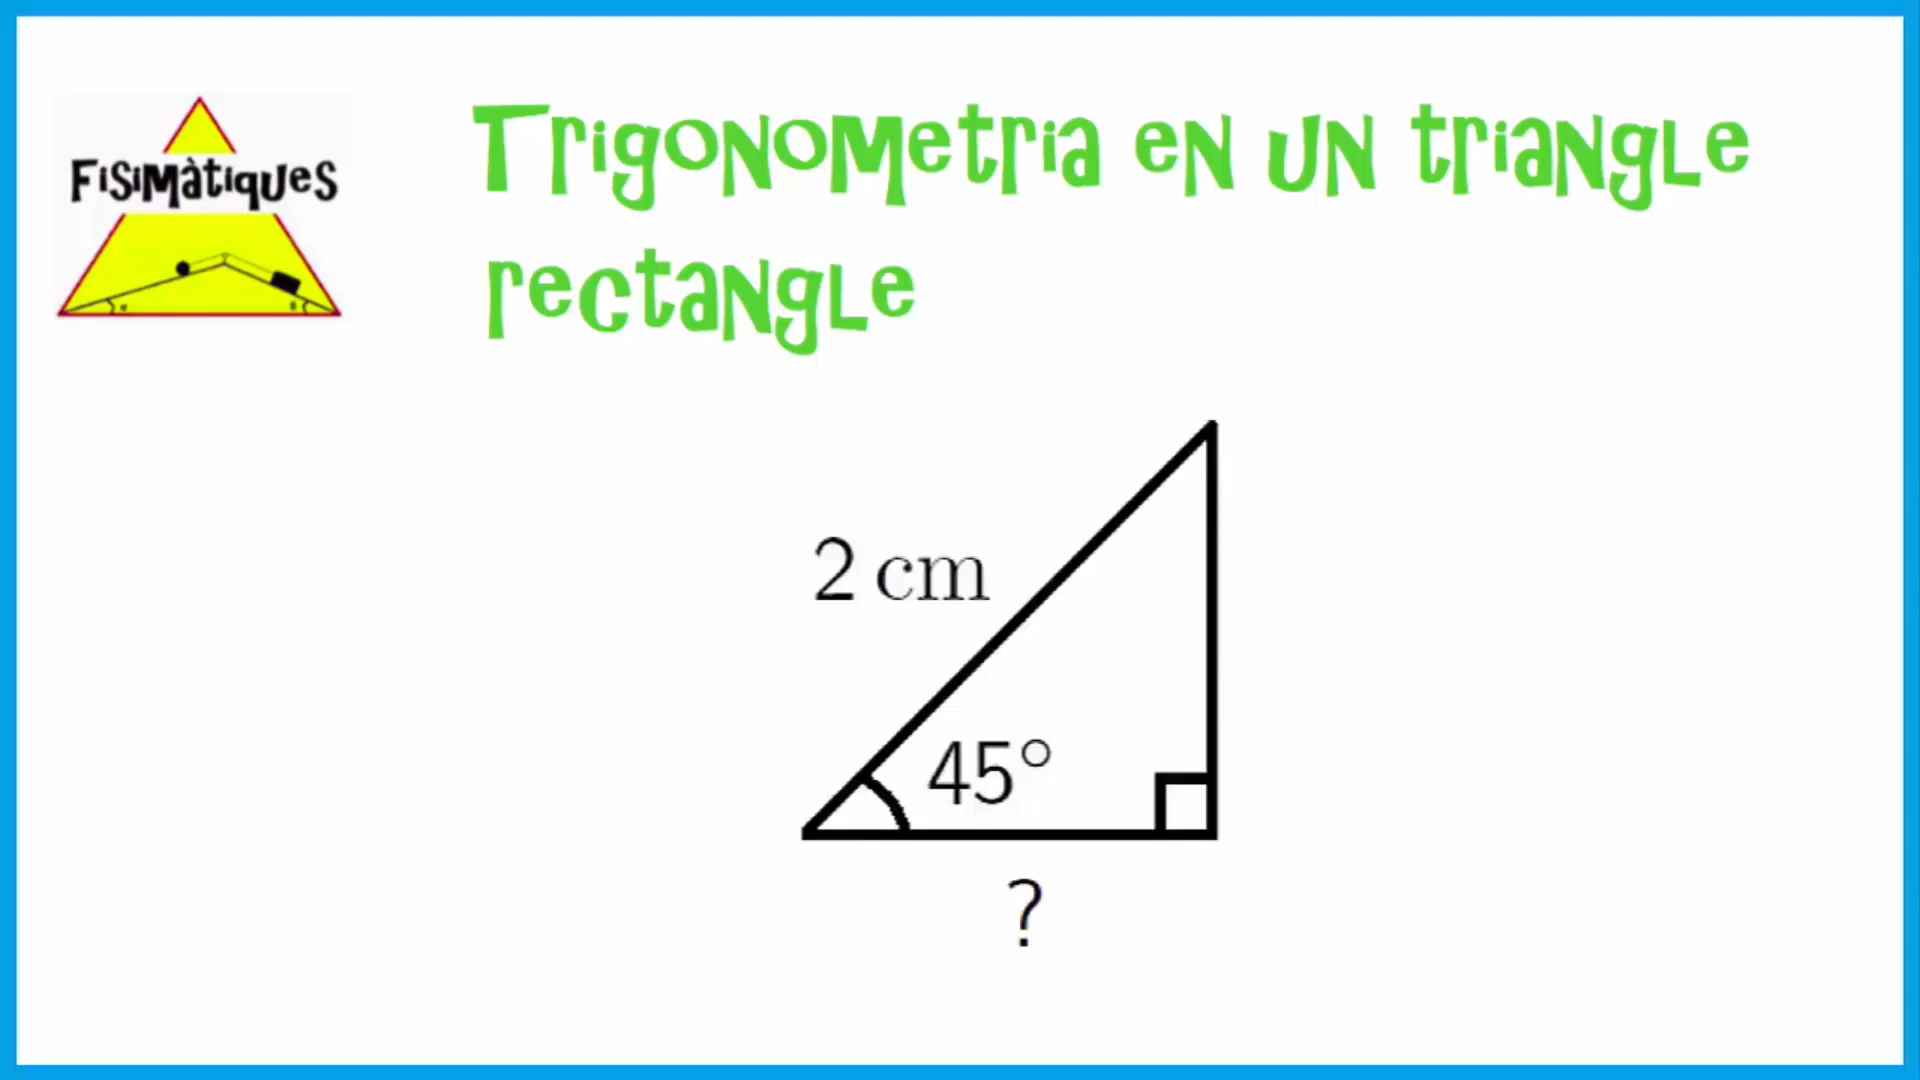 Fisimàtiques
Trigonometria en un triangle
rectangle
2 cm
45°
?